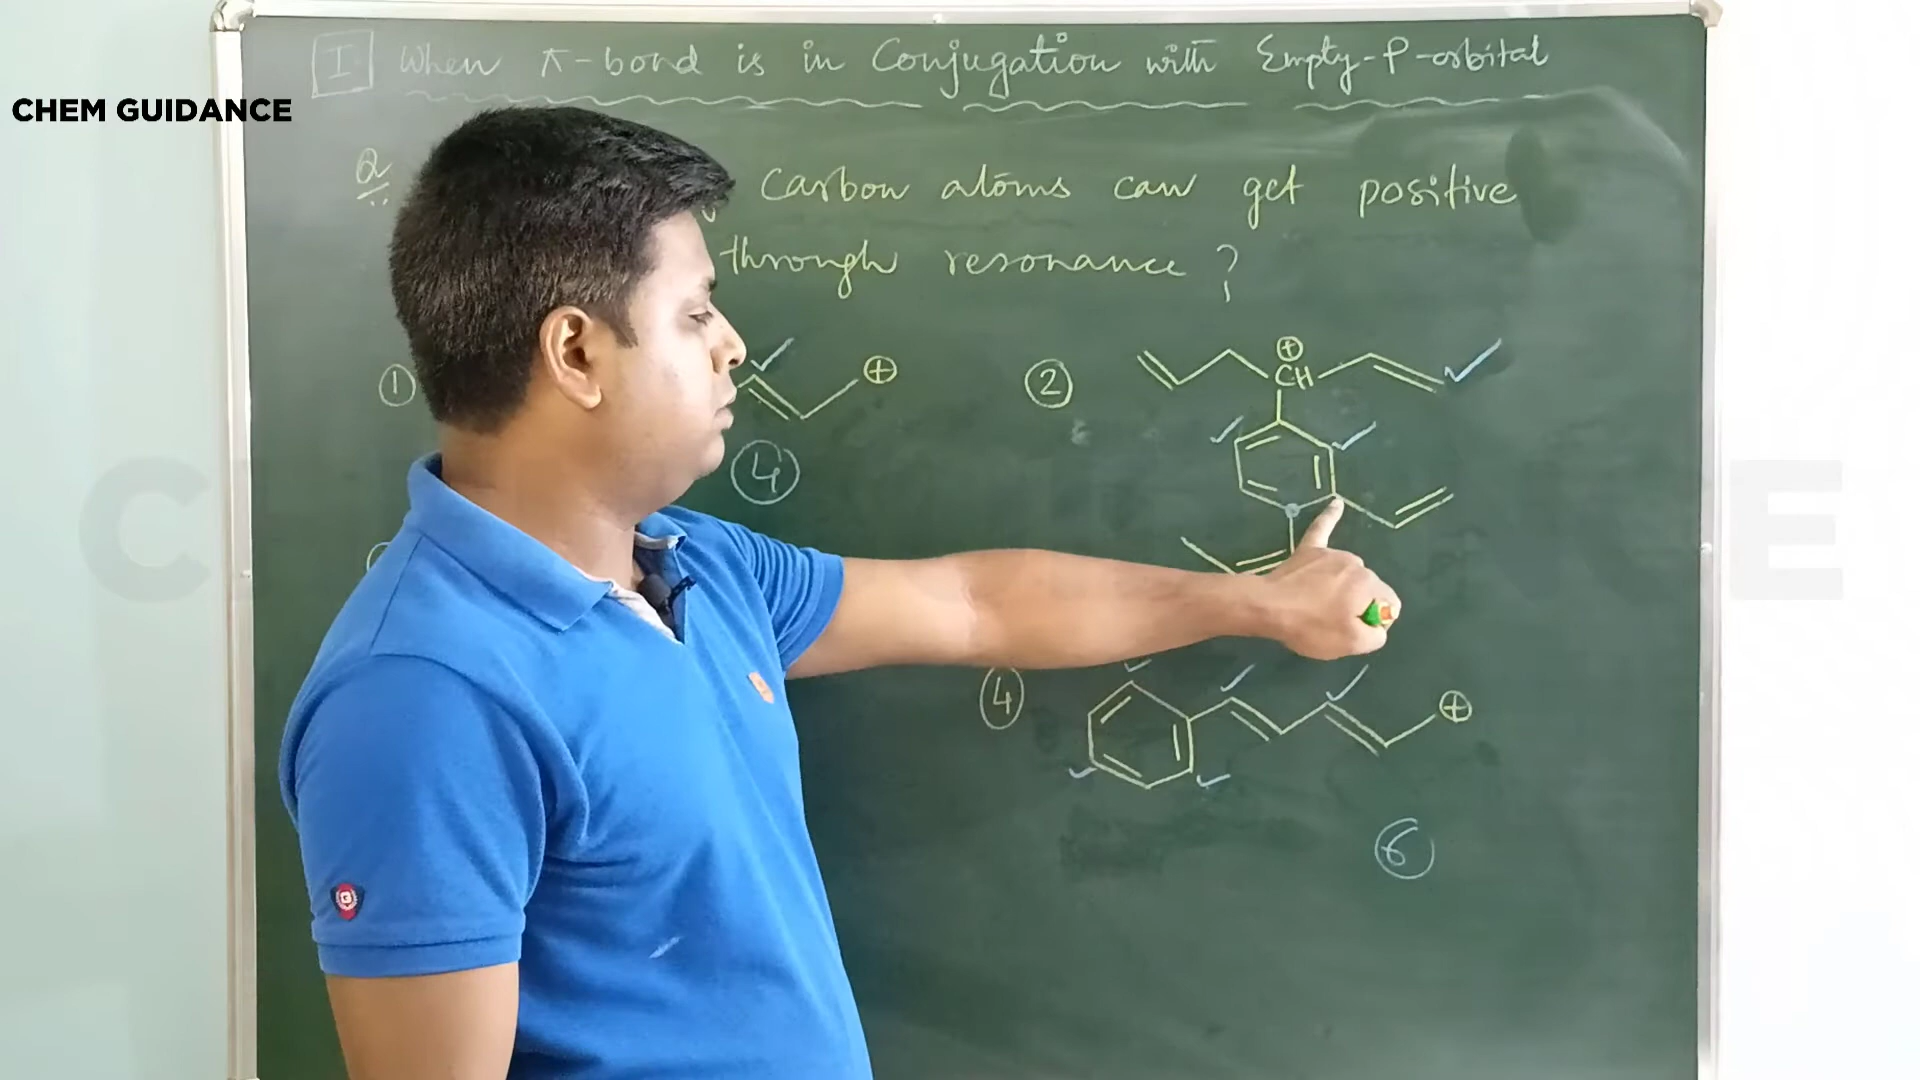 I When π-bond is in Conjugation with Empty-P-orbital
CHEM GUIDANCE
Q carbon atoms can get positive
through resonance ?
1
⊕
2
⊕
CH
4
4
⊕
6